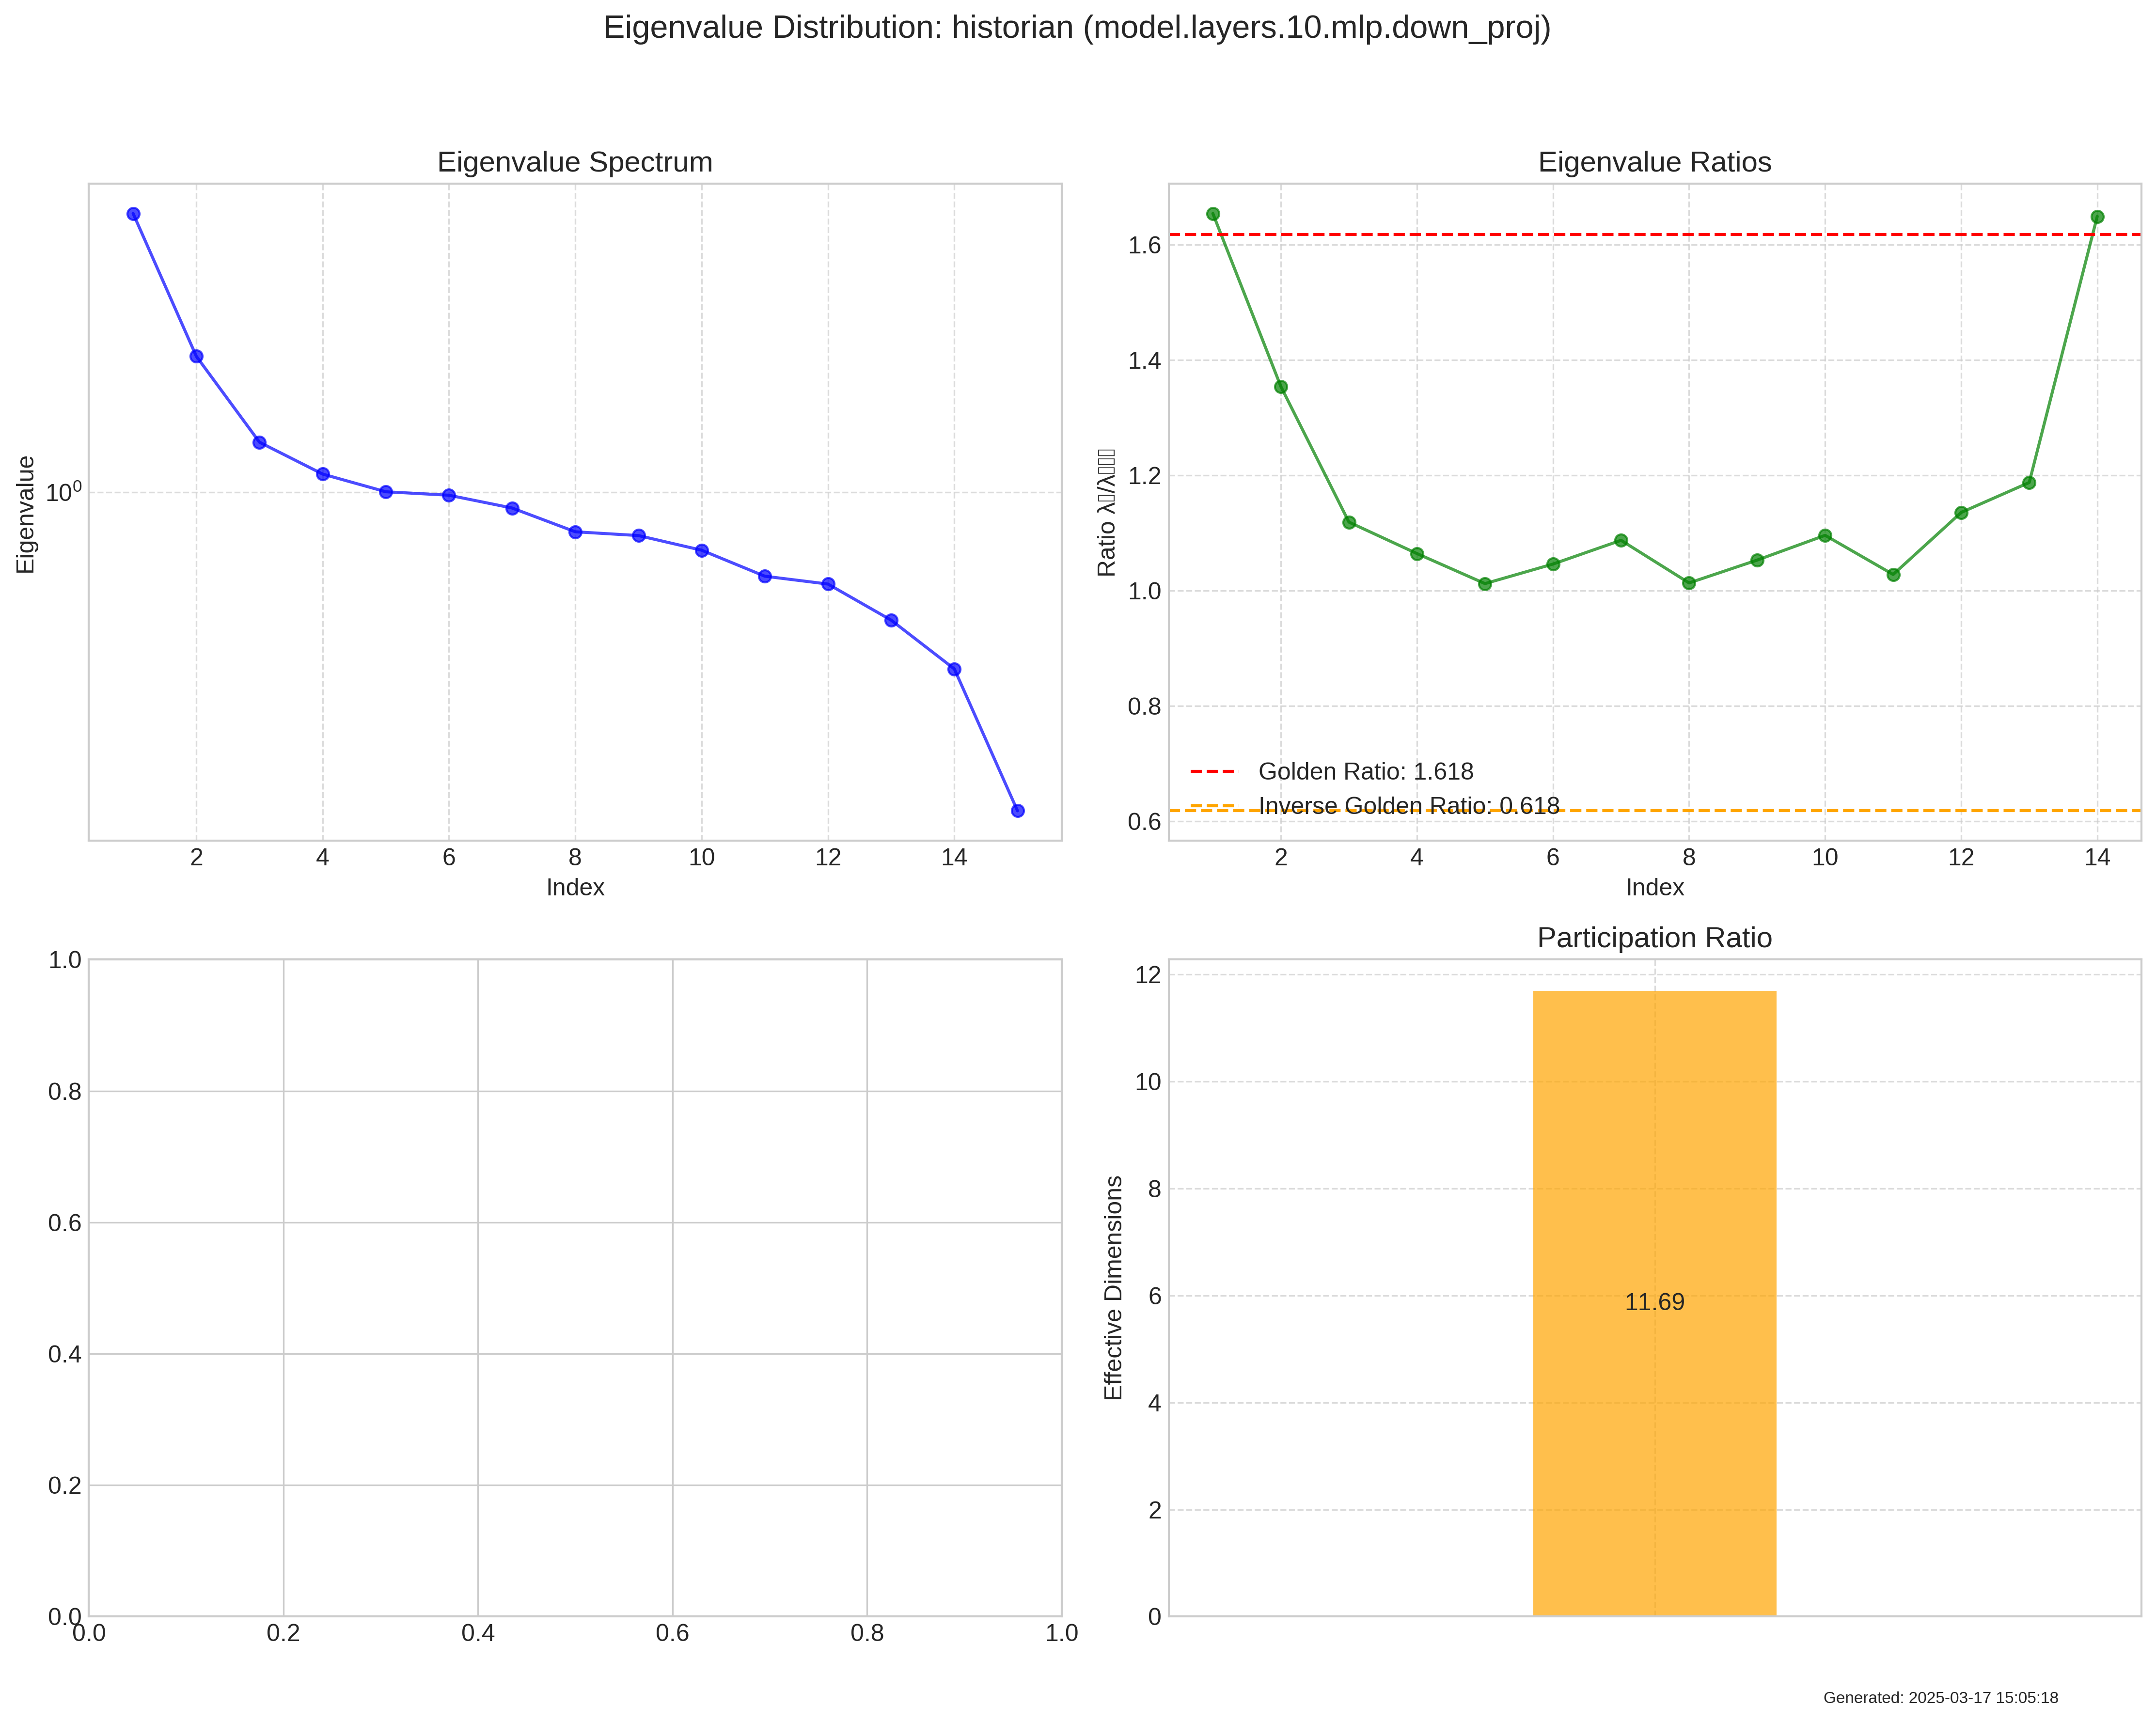 Eigenvalue Distribution: historian (model.layers.10.mlp.down_proj)
Eigenvalue Spectrum
Eigenvalue
10⁰
2 4 6 8 10 12 14
Index
Eigenvalue Ratios
Ratio λ▯/λ▯▯▯
1.6
1.4
1.2
1.0
0.8
0.6
Golden Ratio: 1.618
Inverse Golden Ratio: 0.618
2 4 6 8 10 12 14
Index
1.0
0.8
0.6
0.4
0.2
0.0
0.0 0.2 0.4 0.6 0.8 1.0
Participation Ratio
Effective Dimensions
12
10
8
6
4
2
0
11.69
Generated: 2025-03-17 15:05:18